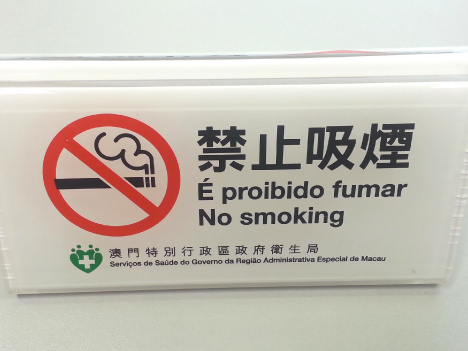 禁止吸煙
É proibido fumar
No smoking
澳門特別行政區政府衛生局
Serviços de Saúde do Governo da Região Administrativa Especial de Macau